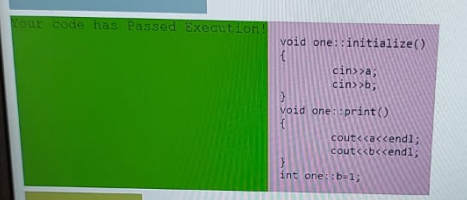 Your code has Passed Execution!
void one::initialize()
{
cin>>a;
cin>>b;
}
void one::print()
{
cout<<a<<endl;
cout<<b<<endl;
}
int one::b=1;